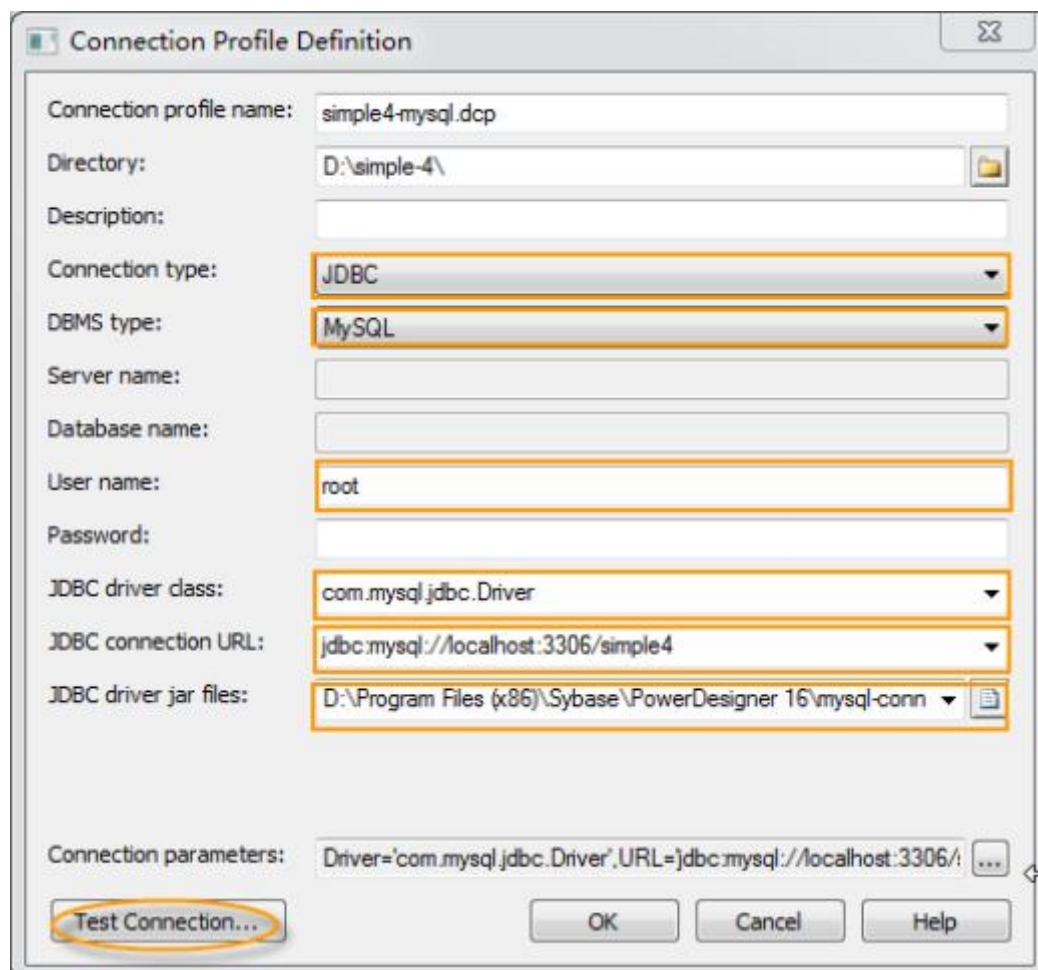 Connection Profile Definition
Connection profile name: simple4-mysql.dcp
Directory: D:\simple-4\
Description:
Connection type: JDBC
DBMS type: MySQL
Server name:
Database name:
User name: root
Password:
JDBC driver class: com.mysql.jdbc.Driver
JDBC connection URL: jdbc:mysql://localhost:3306/simple4
JDBC driver jar files: D:\Program Files (x86)\Sybase\PowerDesigner 16\mysql-conn
Connection parameters: Driver='com.mysql.jdbc.Driver',URL='jdbc:mysql://localhost:3306/
Test Connection... OK Cancel Help